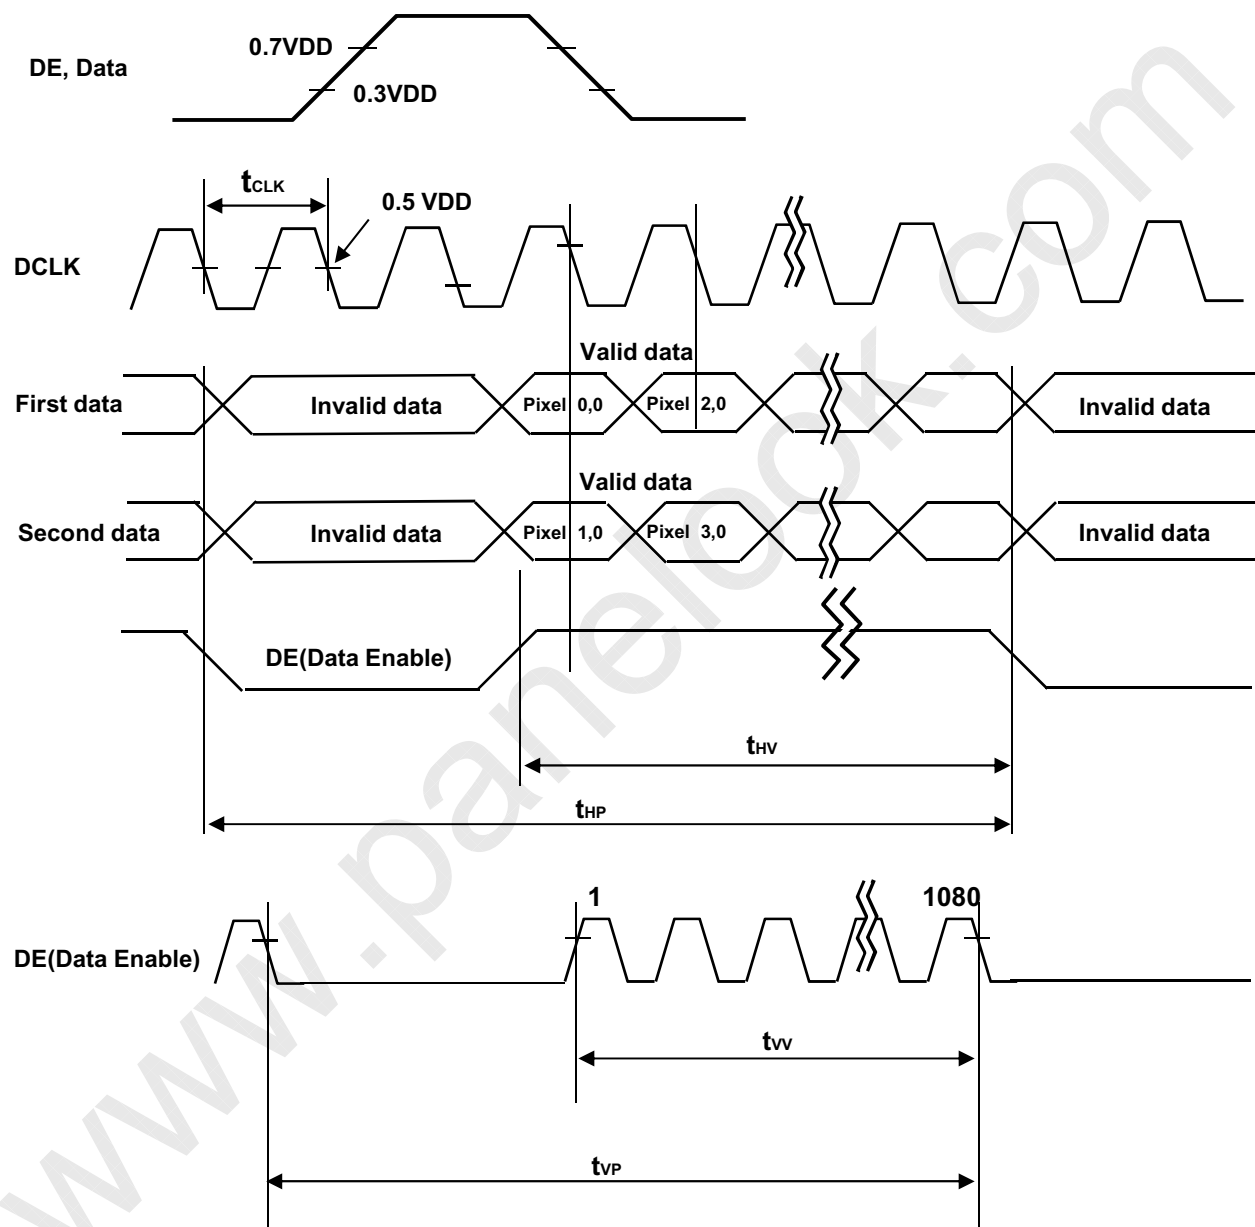 0.7VDD
DE, Data
0.3VDD
tCLK
0.5 VDD
DCLK
Valid data
First data
Invalid data
Pixel 0,0
Pixel 2,0
Invalid data
Valid data
Second data
Invalid data
Pixel 1,0
Pixel 3,0
Invalid data
DE(Data Enable)
tHV
tHP
1
1080
DE(Data Enable)
tVV
tVP
www.panelook.com